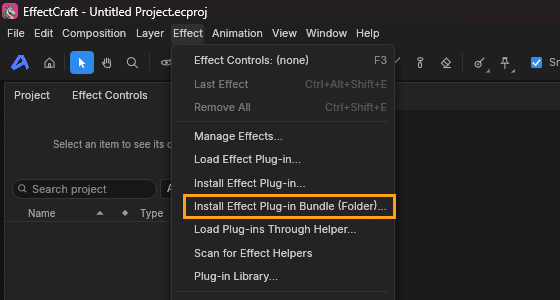 EffectCraft - Untitled Project.ecproj
File Edit Composition Layer Effect Animation View Window Help
Effect Controls: (none) F3
Last Effect Ctrl+Alt+Shift+E
Remove All Ctrl+Shift+E
Project Effect Controls
Manage Effects...
Select an item to see its
Load Effect Plug-in...
Install Effect Plug-in...
Search project
Install Effect Plug-in Bundle (Folder)...
Name Type
Load Plug-ins Through Helper...
Scan for Effect Helpers
Plug-in Library...